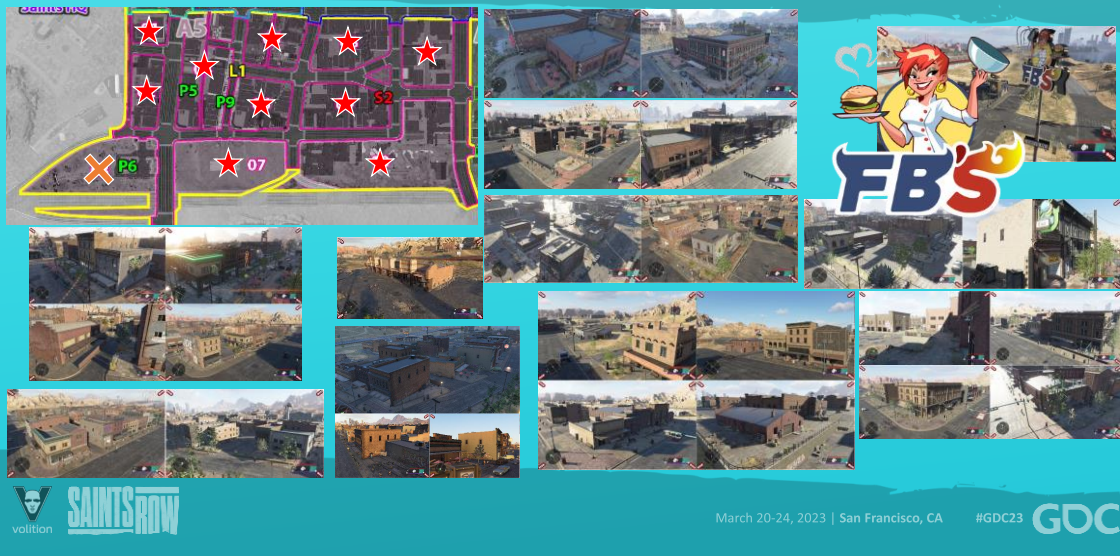 Saints HQ
A5
L1
P5
P9
S2
P6
07
FB'S
FB'S
volition
SAINTS ROW
March 20-24, 2023 | San Francisco, CA #GDC23 GDC